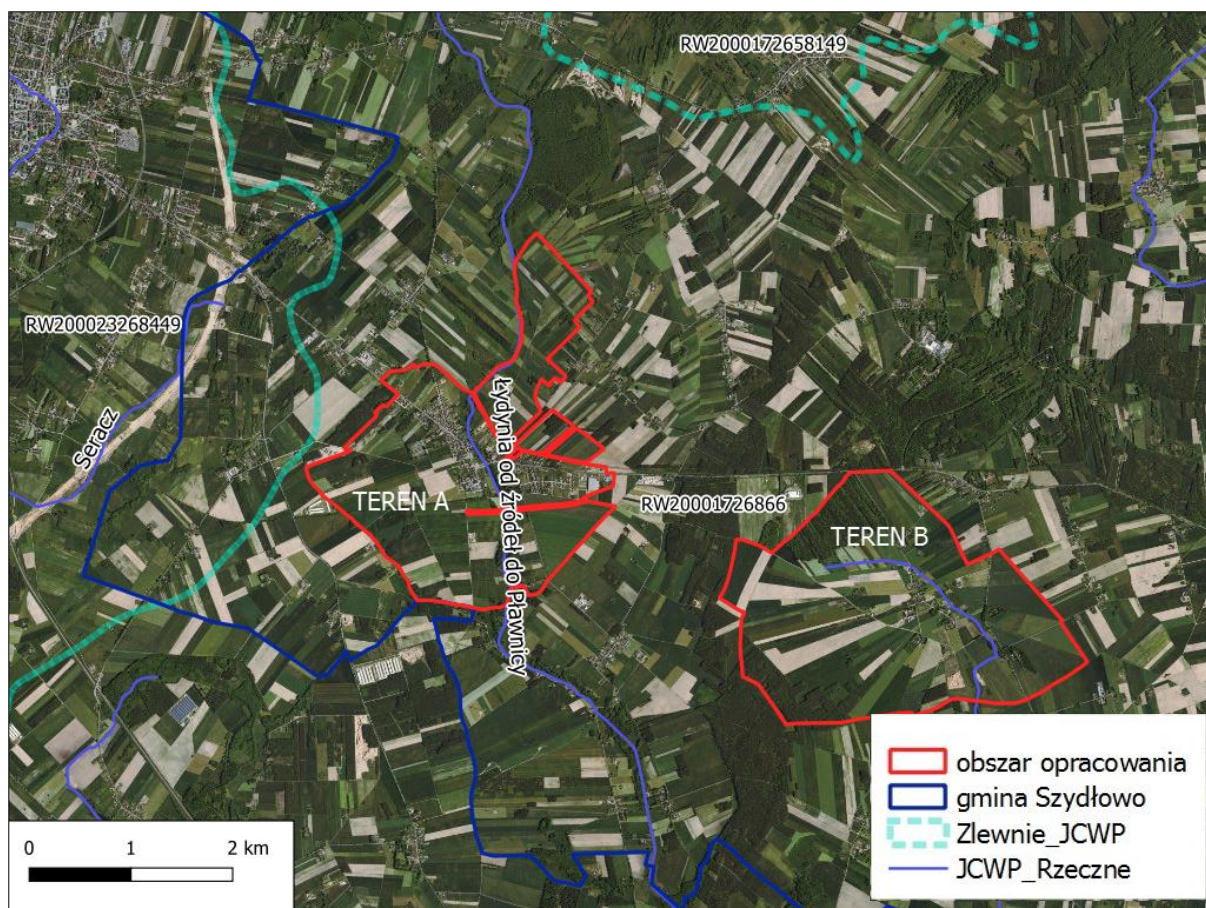 RW2000172658149
RW200023268449
Seracz
Łydynia od źródeł do Pławnicy
TEREN A
RW20001726866
TEREN B
obszar opracowania
gmina Szydłowo
Zlewnie_JCWP
JCWP_Rzeczne
0 1 2 km